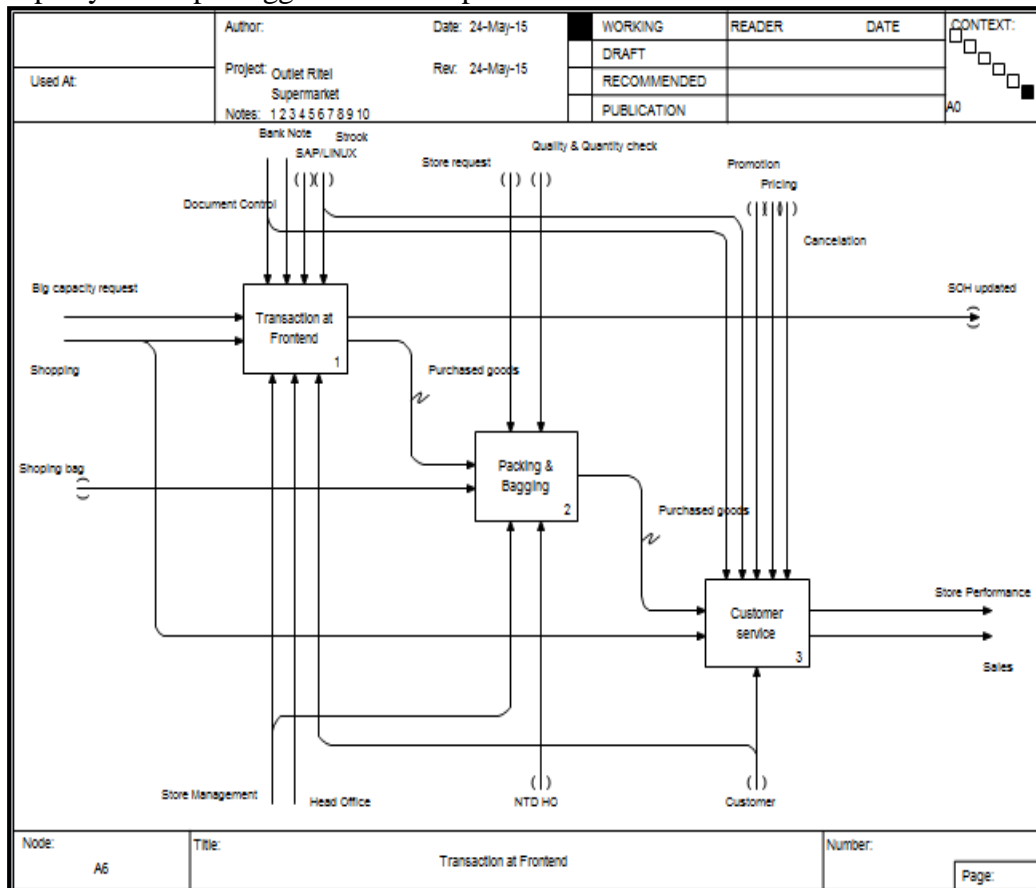 Author:
Date: 24-May-15
WORKING
READER
DATE
CONTEXT:
DRAFT
Used At:
Project: Outlet Ritel
Supermarket
Rev: 24-May-15
RECOMMENDED
Notes: 1 2 3 4 5 6 7 8 9 10
PUBLICATION
A0
Bank Note
Strook
SAP/LINUX
Store request
Quality & Quantity check
Promotion
Pricing
Document Control
Cancelation
Big capacity request
SOH updated
Transaction at
Frontend
1
Shopping
Purchased goods
Shoping bag
Packing &
Bagging
2
Purchased goods
Store Performance
Customer
service
3
Sales
Store Management
Head Office
NTD HO
Customer
Node:
Title:
Number:
A6
Transaction at Frontend
Page: